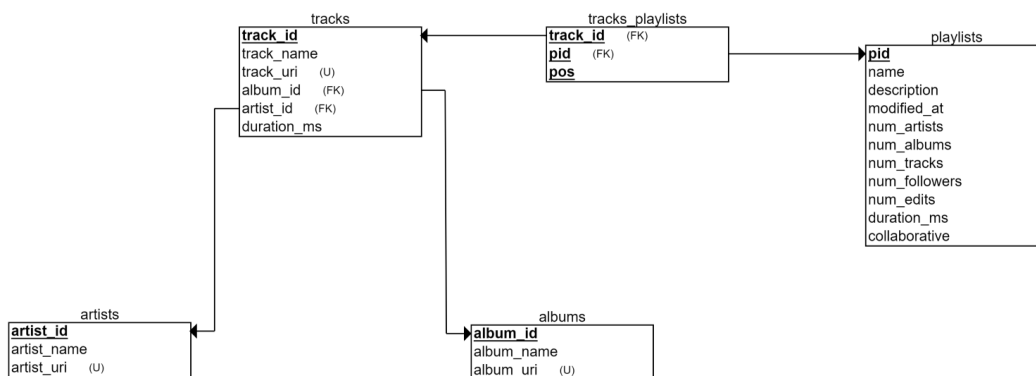 tracks
track_id
track_name
track_uri (U)
album_id (FK)
artist_id (FK)
duration_ms
tracks_playlists
track_id (FK)
pid (FK)
pos
playlists
pid
name
description
modified_at
num_artists
num_albums
num_tracks
num_followers
num_edits
duration_ms
collaborative
artists
artist_id
artist_name
artist_uri (U)
albums
album_id
album_name
album_uri (U)